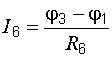 I₆ = (φ₃ − φ₁) / R₆